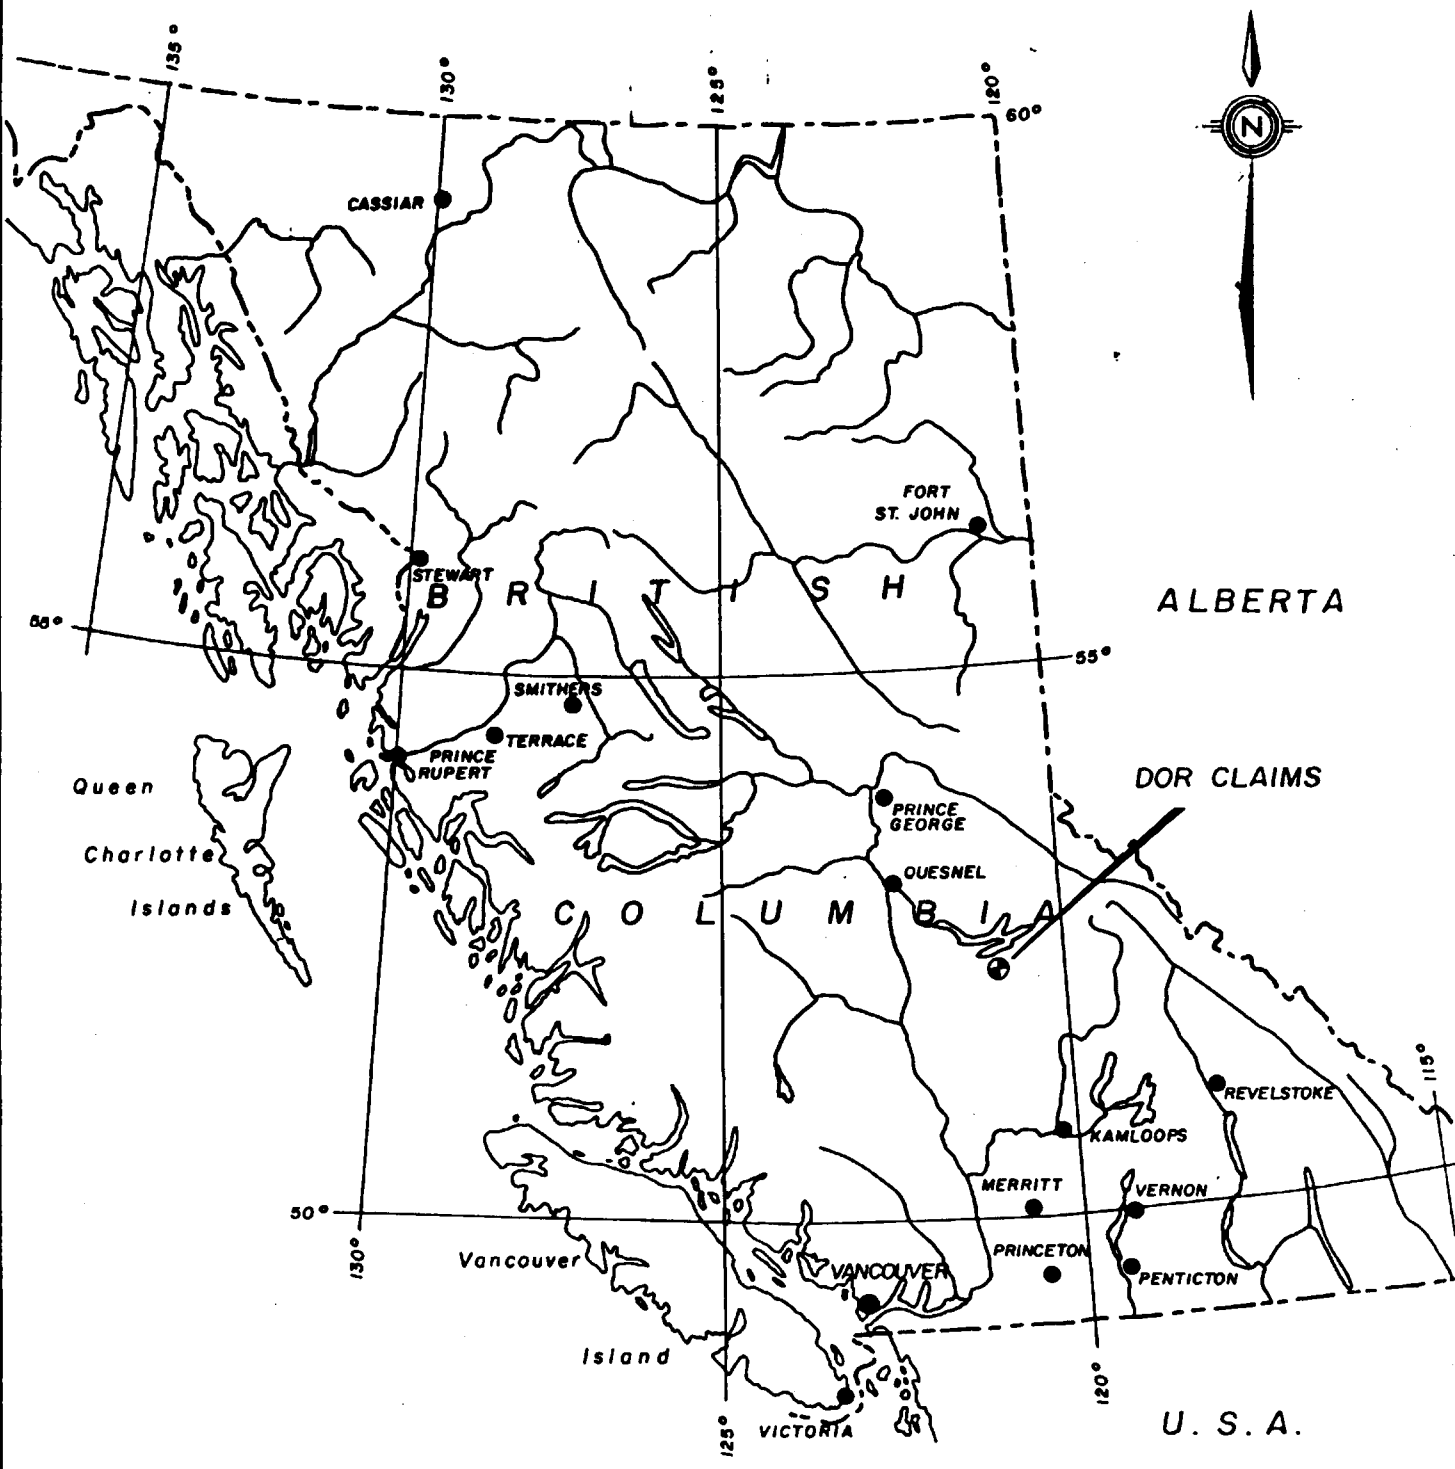 135°
130°
125°
120°
60°
N
CASSIAR
FORT
ST. JOHN
STEWART
BRITISH
ALBERTA
55°
55°
SMITHERS
TERRACE
PRINCE
RUPERT
Queen
Charlotte
Islands
DOR CLAIMS
PRINCE
GEORGE
QUESNEL
COLUMBIA
115°
REVELSTOKE
KAMLOOPS
MERRITT
VERNON
50°
130°
Vancouver
Island
PRINCETON
VANCOUVER
PENTICTON
120°
125°
VICTORIA
U.S.A.